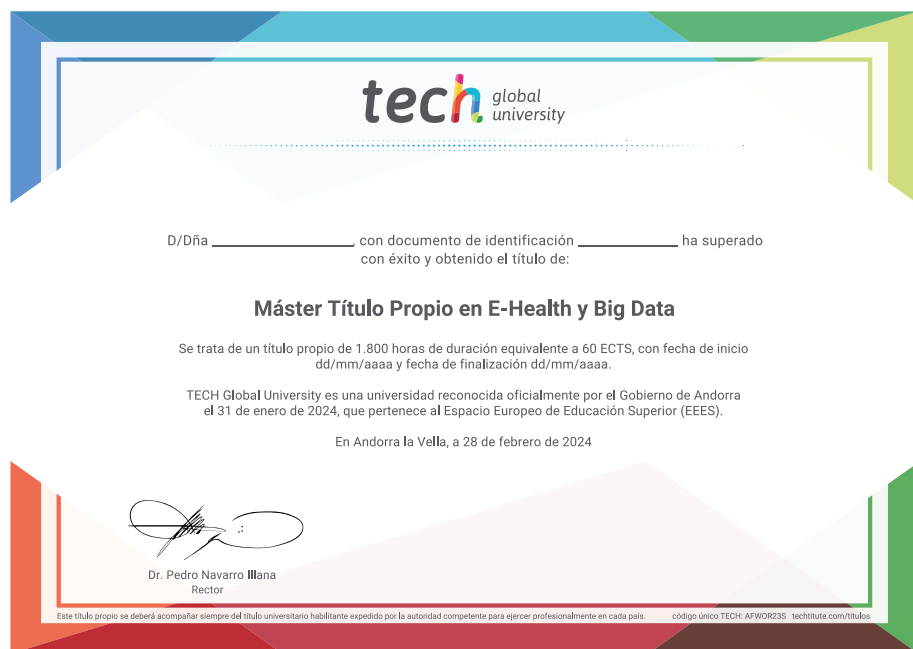 tech global university
D/Dña ____________, con documento de identificación ____________ ha superado
con éxito y obtenido el título de:
Máster Título Propio en E-Health y Big Data
Se trata de un título propio de 1.800 horas de duración equivalente a 60 ECTS, con fecha de inicio
dd/mm/aaaa y fecha de finalización dd/mm/aaaa.
TECH Global University es una universidad reconocida oficialmente por el Gobierno de Andorra
el 31 de enero de 2024, que pertenece al Espacio Europeo de Educación Superior (EEES).
En Andorra la Vella, a 28 de febrero de 2024
Dr. Pedro Navarro Illana
Rector
Este título propio se deberá acompañar siempre del título universitario habilitante expedido por la autoridad competente para ejercer profesionalmente en cada país. código único TECH: AFWOR23S techtitute.com/titulos